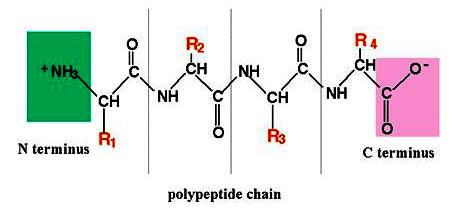 O R2 O R4
+NH3 CH NH CH O-
CH NH CH NH C
R1 O R3 O
N terminus C terminus
polypeptide chain